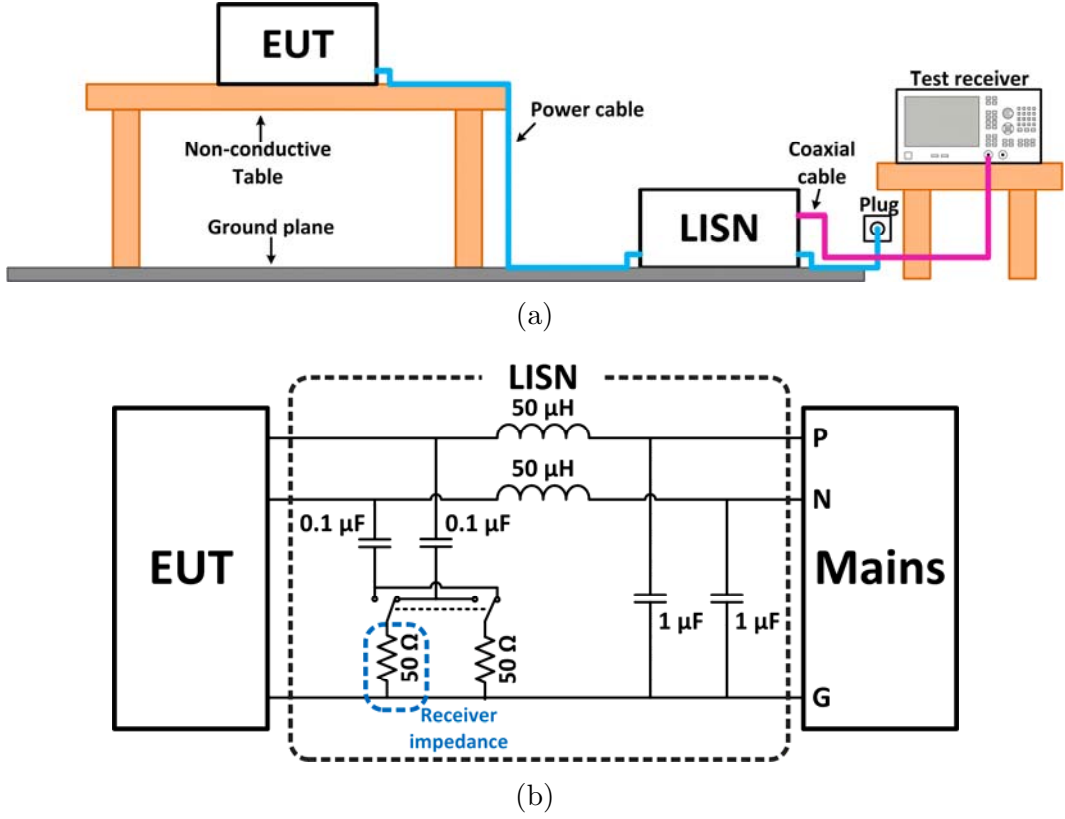 EUT
Test receiver
Power cable
Non-conductive
Table
Coaxial
cable
Plug
Ground plane
LISN
(a)
LISN
50 µH
P
50 µH
N
0.1 µF
0.1 µF
EUT
Mains
1 µF
1 µF
50 Ω
50 Ω
G
Receiver
impedance
(b)